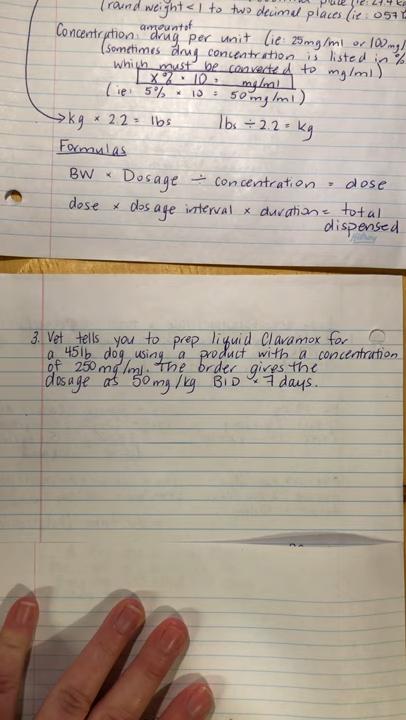 (round weight < 1 to two decimal places (ie: .059 
amount of
Concentration: drug per unit (ie: 25mg/ml or 100mg/
(sometimes drug concentration is listed in %
which must be converted to mg/ml)
X% · 10 = mg/ml
(ie: 5% × 10 = 50mg/ml)
kg × 2.2 = lbs lbs ÷ 2.2 = kg
Formulas
BW × Dosage ÷ concentration = dose
dose × dosage interval × duration = total
dispensed
3. Vet tells you to prep liquid Clavamox for
a 45lb dog using a product with a concentration
of 250mg/ml. The order gives the
dosage as 50mg/kg BID × 7 days.